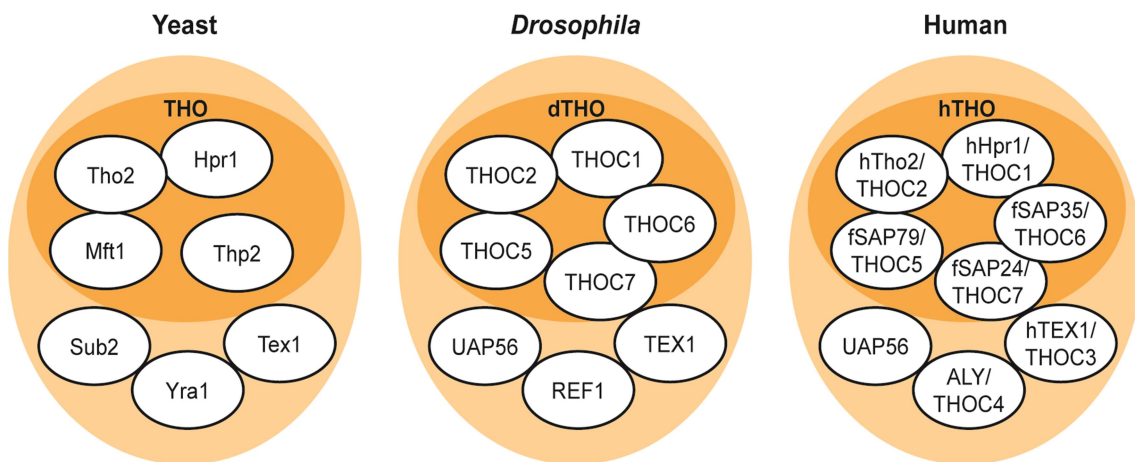 Yeast
THO
Tho2
Hpr1
Mft1
Thp2
Sub2
Yra1
Tex1
Drosophila
dTHO
THOC2
THOC1
THOC6
THOC5
THOC7
UAP56
REF1
TEX1
Human
hTHO
hTho2/
THOC2
hHpr1/
THOC1
fSAP35/
THOC6
fSAP79/
THOC5
fSAP24/
THOC7
UAP56
ALY/
THOC4
hTEX1/
THOC3